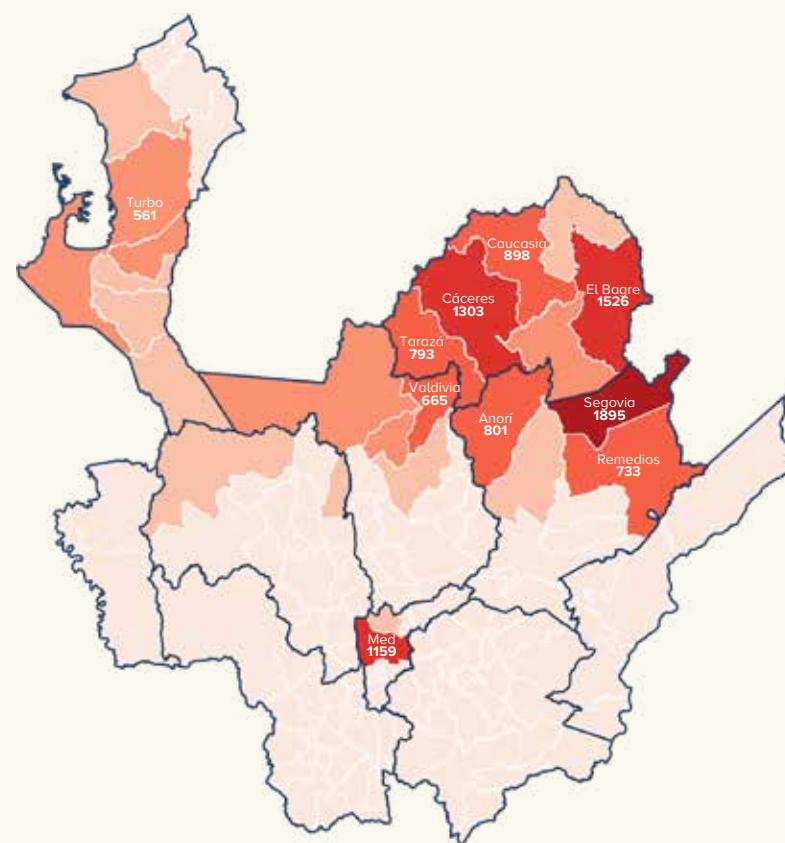 Turbo
561
Caucasia
898
El Bagre
1526
Cáceres
1303
Tarazá
793
Valdivia
665
Segovia
1895
Anorí
801
Remedios
733
Med
1159